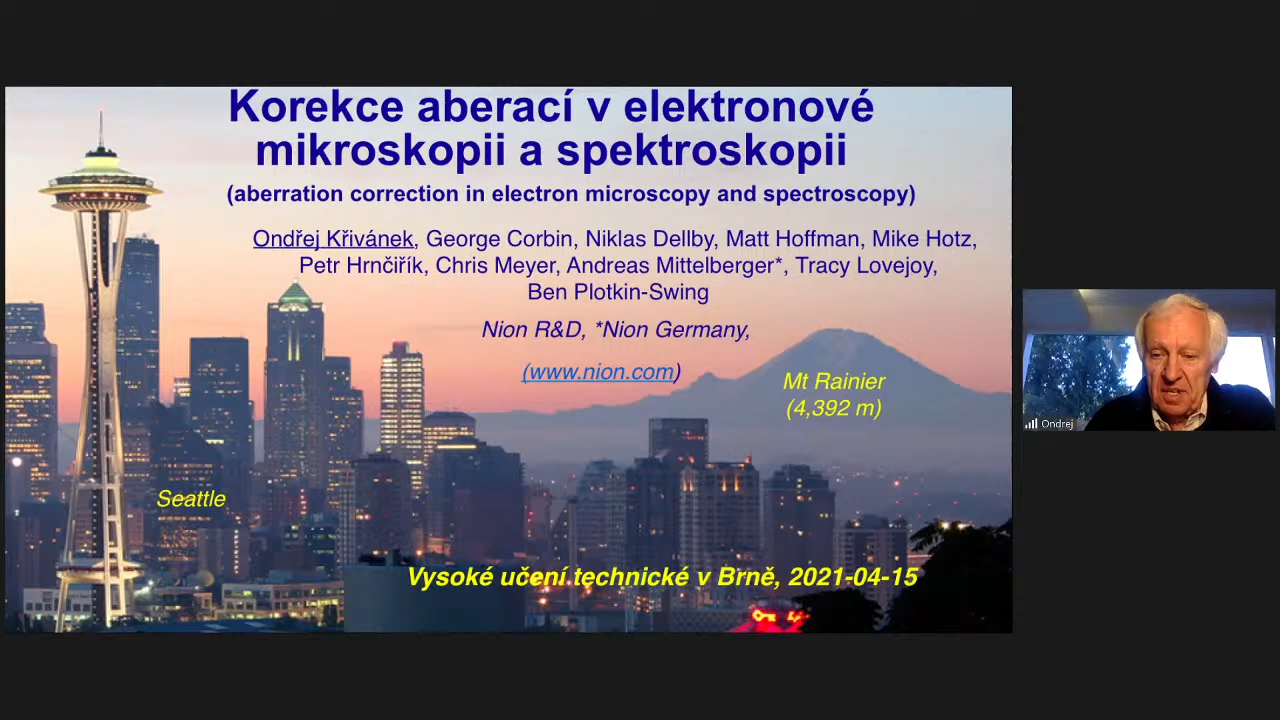 Korekce aberací v elektronové
mikroskopii a spektroskopii
(aberration correction in electron microscopy and spectroscopy)
Ondřej Křivánek, George Corbin, Niklas Dellby, Matt Hoffman, Mike Hotz,
Petr Hrnčiřík, Chris Meyer, Andreas Mittelberger*, Tracy Lovejoy,
Ben Plotkin-Swing
Nion R&D, *Nion Germany,
(www.nion.com)
Mt Rainier
(4,392 m)
Ondrej
Seattle
Vysoké učení technické v Brně, 2021-04-15